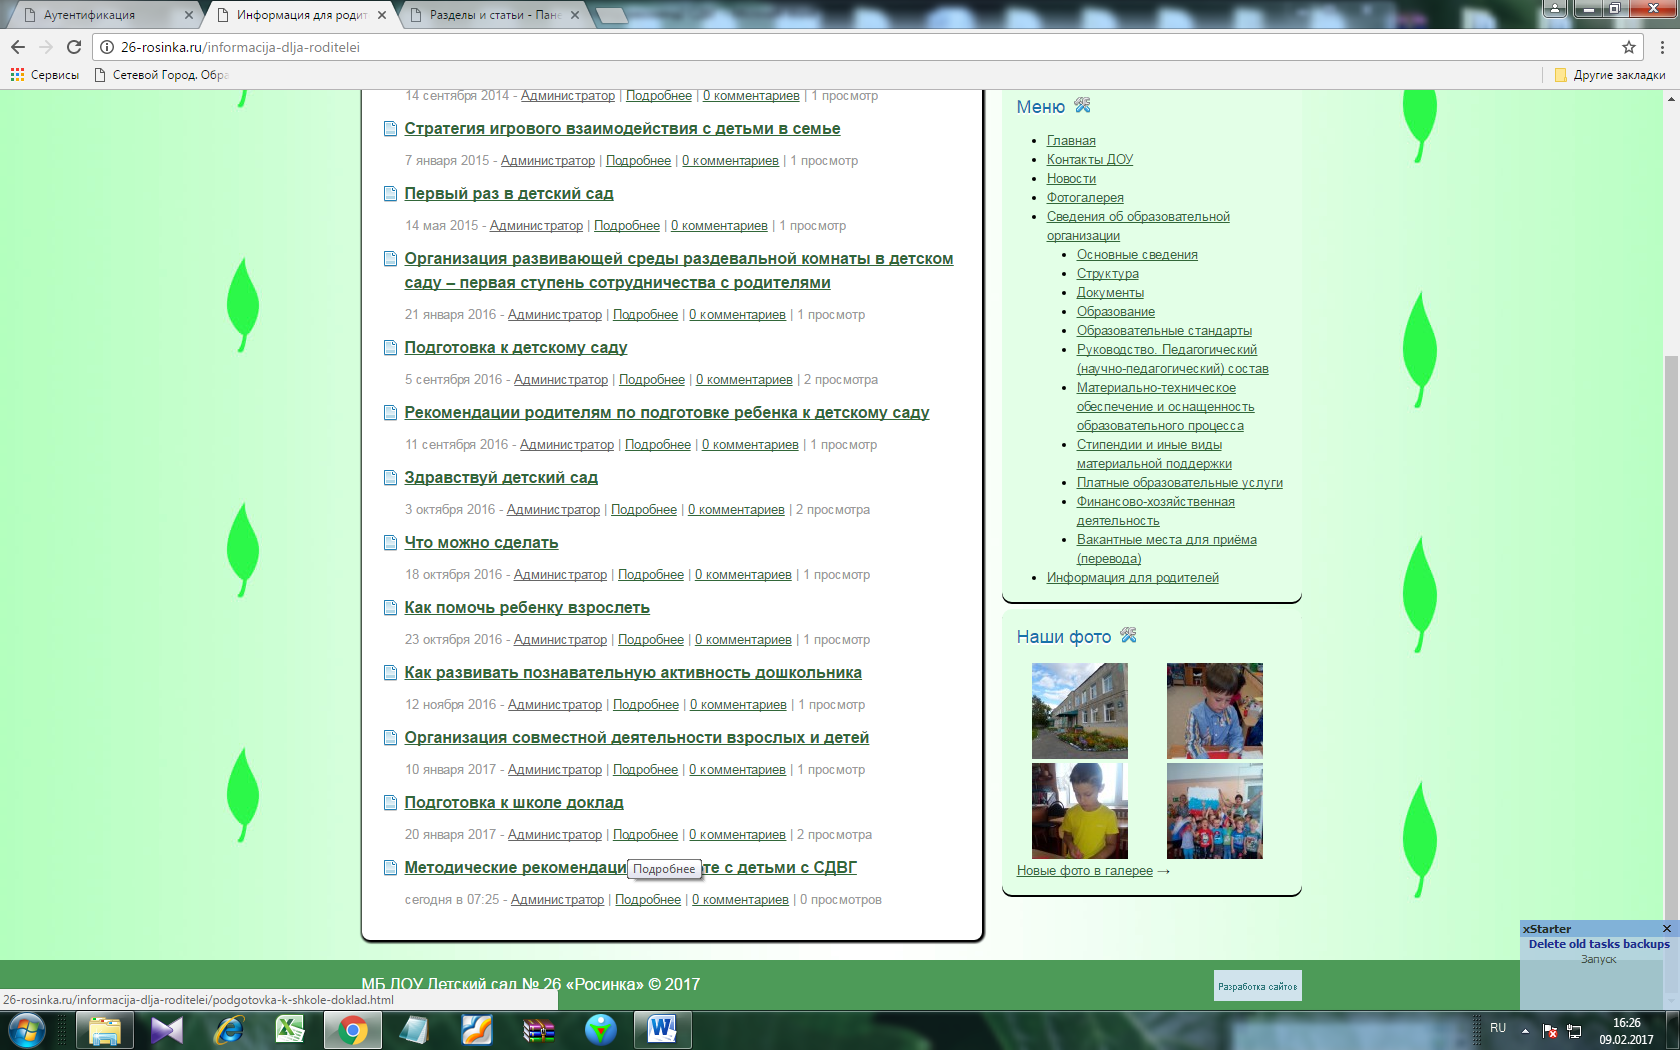 Аутентификация
Информация для родит
Разделы и статьи - Пан
26-rosinka.ru/informacija-dlja-roditelei
Сервисы
Сетевой Город. Обра
Другие закладки
14 сентября 2014 - Администратор | Подробнее | 0 комментариев | 1 просмотр
Стратегия игрового взаимодействия с детьми в семье
7 января 2015 - Администратор | Подробнее | 0 комментариев | 1 просмотр
Первый раз в детский сад
14 мая 2015 - Администратор | Подробнее | 0 комментариев | 1 просмотр
Организация развивающей среды раздевальной комнаты в детском
саду – первая ступень сотрудничества с родителями
21 января 2016 - Администратор | Подробнее | 0 комментариев | 1 просмотр
Подготовка к детскому саду
5 сентября 2016 - Администратор | Подробнее | 0 комментариев | 2 просмотра
Рекомендации родителям по подготовке ребенка к детскому саду
11 сентября 2016 - Администратор | Подробнее | 0 комментариев | 1 просмотр
Здравствуй детский сад
3 октября 2016 - Администратор | Подробнее | 0 комментариев | 2 просмотра
Что можно сделать
18 октября 2016 - Администратор | Подробнее | 0 комментариев | 1 просмотр
Как помочь ребенку взрослеть
23 октября 2016 - Администратор | Подробнее | 0 комментариев | 1 просмотр
Как развивать познавательную активность дошкольника
12 ноября 2016 - Администратор | Подробнее | 0 комментариев | 1 просмотр
Организация совместной деятельности взрослых и детей
10 января 2017 - Администратор | Подробнее | 0 комментариев | 1 просмотр
Подготовка к школе доклад
20 января 2017 - Администратор | Подробнее | 0 комментариев | 2 просмотра
Методические рекомендаци те с детьми с СДВГ
Подробнее
сегодня в 07:25 - Администратор | Подробнее | 0 комментариев | 0 просмотров
Меню
Главная
Контакты ДОУ
Новости
Фотогалерея
Сведения об образовательной
организации
Основные сведения
Структура
Документы
Образование
Образовательные стандарты
Руководство. Педагогический
(научно-педагогический) состав
Материально-техническое
обеспечение и оснащенность
образовательного процесса
Стипендии и иные виды
материальной поддержки
Платные образовательные услуги
Финансово-хозяйственная
деятельность
Вакантные места для приёма
(перевода)
Информация для родителей
Наши фото
Новые фото в галерее →
xStarter
Delete old tasks backups
Запуск
МБ ДОУ Детский сад № 26 «Росинка» © 2017
Разработка сайтов
26-rosinka.ru/informacija-dlja-roditelei/podgotovka-k-shkole-doklad.html
RU
16:26
09.02.2017